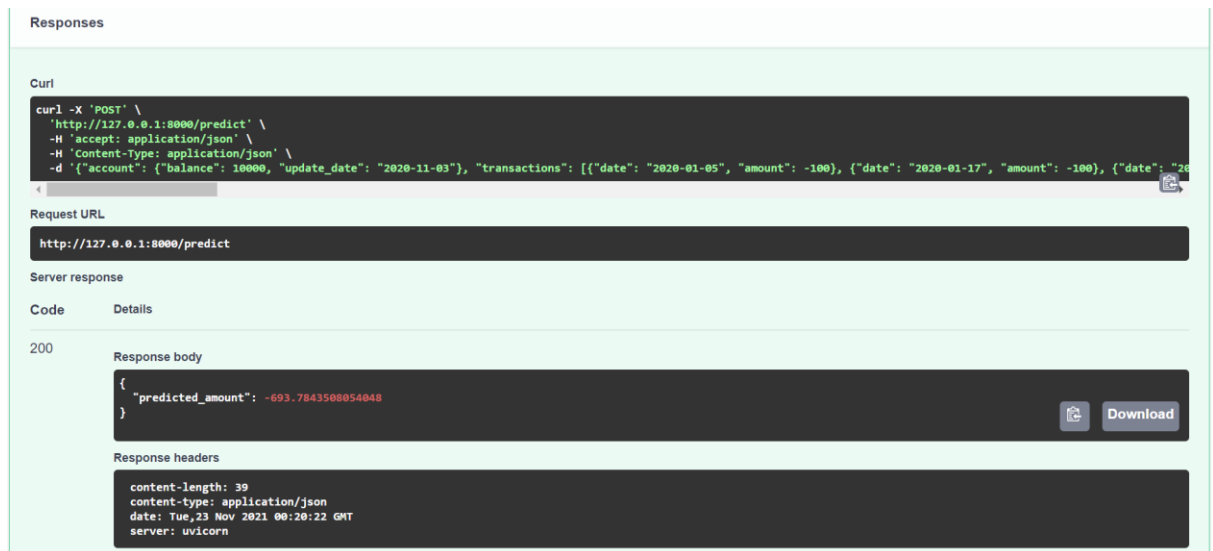 Responses
Curl
curl -X 'POST' \
'http://127.0.0.1:8000/predict' \
-H 'accept: application/json' \
-H 'Content-Type: application/json' \
-d '{"account": {"balance": 10000, "update_date": "2020-11-03"}, "transactions": [{"date": "2020-01-05", "amount": -100}, {"date": "2020-01-17", "amount": -100}, {"date": "20
Request URL
http://127.0.0.1:8000/predict
Server response
Code Details
200
Response body
{
"predicted_amount": -693.7843508054048
}
Download
Response headers
content-length: 39
content-type: application/json
date: Tue,23 Nov 2021 00:20:22 GMT
server: uvicorn